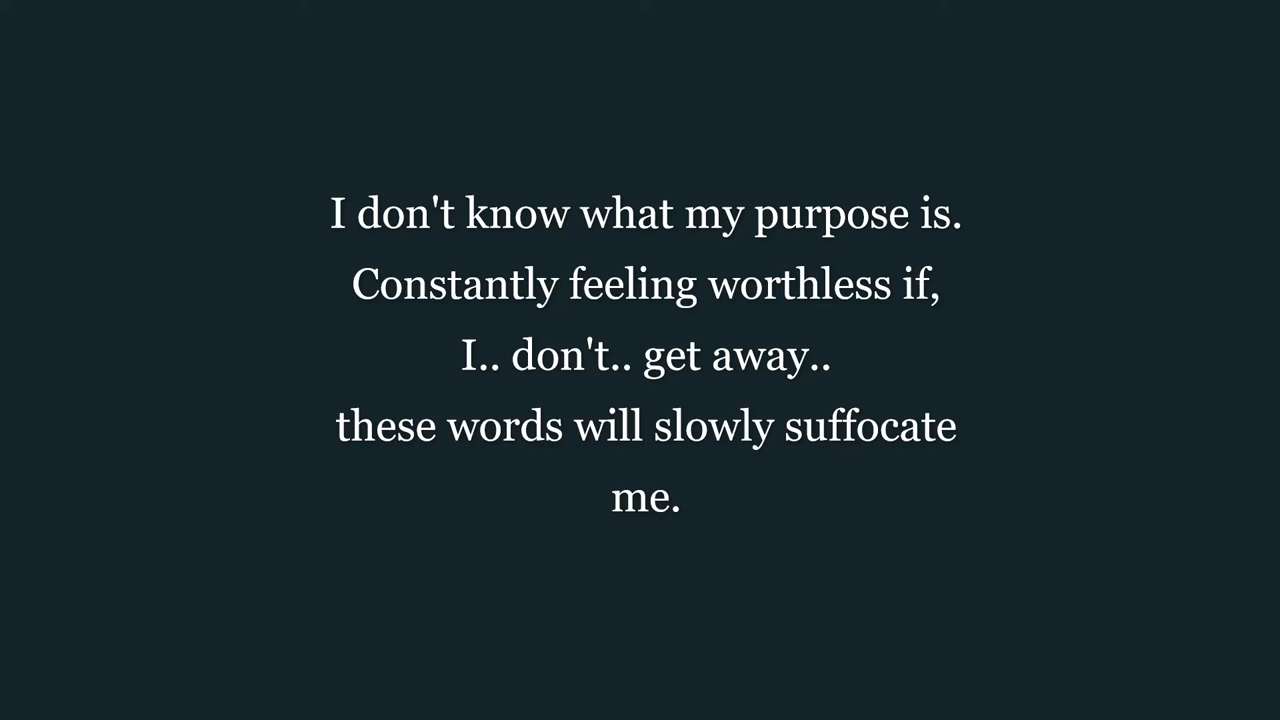 I don't know what my purpose is.
Constantly feeling worthless if,
I.. don't.. get away..
these words will slowly suffocate
me.